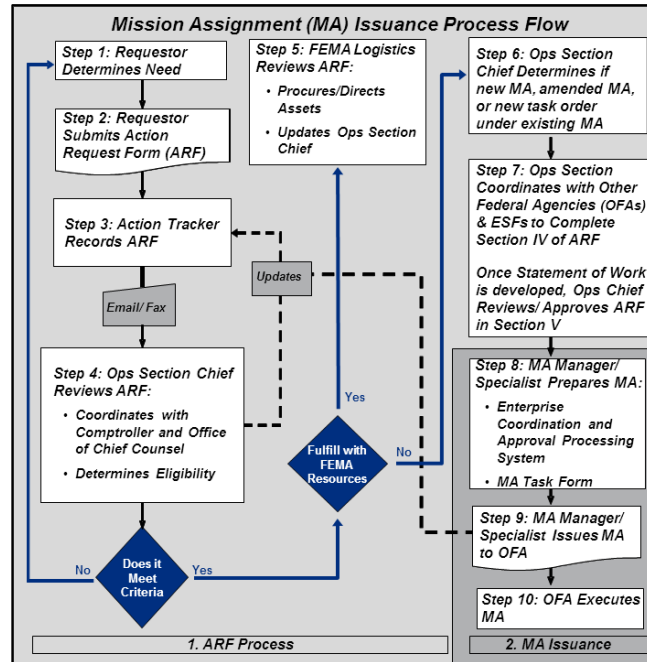 Mission Assignment (MA) Issuance Process Flow
Step 1: Requestor
Determines Need
Step 2: Requestor
Submits Action
Request Form (ARF)
Step 3: Action Tracker
Records ARF
Email/ Fax
Updates
Step 4: Ops Section Chief
Reviews ARF:
• Coordinates with
Comptroller and Office
of Chief Counsel
• Determines Eligibility
Does it
Meet
Criteria
No
Yes
Step 5: FEMA Logistics
Reviews ARF:
• Procures/Directs
Assets
• Updates Ops Section
Chief
Yes
Fulfill with
FEMA
Resources
No
1. ARF Process
Step 6: Ops Section
Chief Determines if
new MA, amended MA,
or new task order
under existing MA
Step 7: Ops Section
Coordinates with Other
Federal Agencies (OFAs)
& ESFs to Complete
Section IV of ARF
Once Statement of Work
is developed, Ops Chief
Reviews/ Approves ARF
in Section V
Step 8: MA Manager/
Specialist Prepares MA:
• Enterprise
Coordination and
Approval Processing
System
• MA Task Form
Step 9: MA Manager/
Specialist Issues MA
to OFA
Step 10: OFA Executes
MA
2. MA Issuance